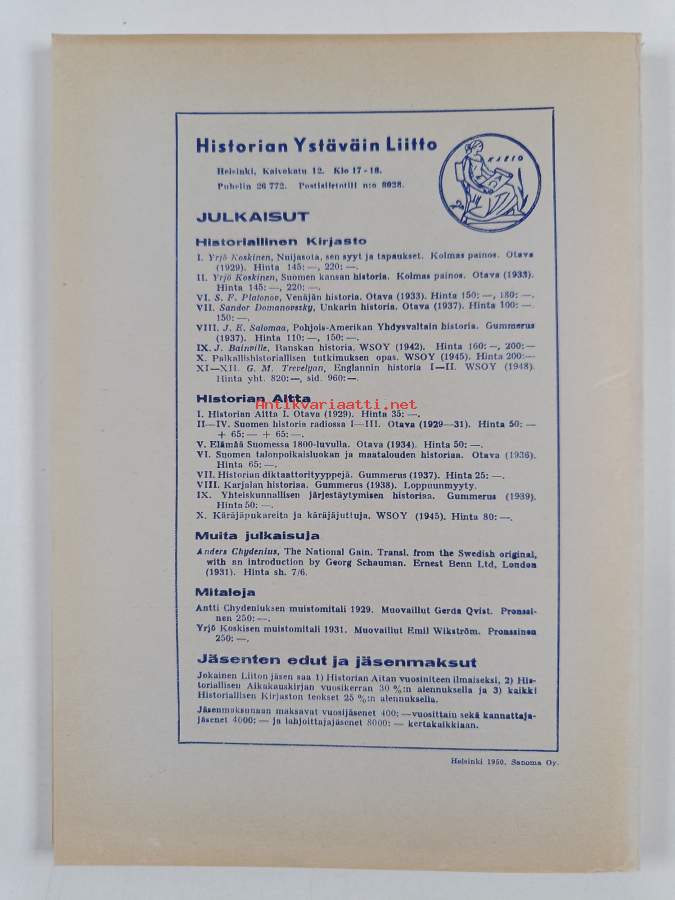 Historian Ystäväin Liitto
Helsinki, Kaivokatu 12. Klo 17-18.
Puhelin 26 772. Postisiirtotili n:o 8028.
KLIO
JULKAISUT
Historiallinen Kirjasto
I. Yrjö Koskinen, Nuijasota, sen syyt ja tapaukset. Kolmas painos. Otava
(1929). Hinta 145: —, 220: —.
II. Yrjö Koskinen, Suomen kansan historia. Kolmas painos. Otava (1933).
Hinta 145: —, 220: —.
VI. S. F. Platonov, Venäjän historia. Otava (1933). Hinta 150: —, 180: —.
VII. Sandor Domanovszky, Unkarin historia. Otava (1937). Hinta 100: —
150: —.
VIII. J. E. Salomaa, Pohjois-Amerikan Yhdysvaltain historia. Gummerus
(1937). Hinta 110: —, 150: —.
IX. J. Bainville, Ranskan historia. WSOY (1942). Hinta 160: —, 200: —
X. Paikallishistoriallisen tutkimuksen opas. WSOY (1945). Hinta 200: —
XI—XII. G. M. Trevelyan, Englannin historia I—II. WSOY (1948).
Hinta yht. 820: —, sid. 960: —.
Historian Aitta
Antikvariaatti.net
I. Historian Aitta I. Otava (1929). Hinta 35: —.
II—IV. Suomen historia radiossa I—III. Otava (1929—31). Hinta 50: —
+ 65: — + 65: —.
V. Elämää Suomessa 1800-luvulla. Otava (1934). Hinta 50: —.
VI. Suomen talonpoikaisluokan ja maatalouden historiaa. Otava (1936).
Hinta 65: —.
VII. Historian diktaattorityyppejä. Gummerus (1937). Hinta 25: —.
VIII. Karjalan historiaa. Gummerus (1938). Loppuunmyyty.
IX. Yhteiskunnallisen järjestäytymisen historiaa. Gummerus (1939).
Hinta 50: —.
X. Käräjäpukareita ja käräjäjuttuja. WSOY (1945). Hinta 80: —.
Muita julkaisuja
Anders Chydenius, The National Gain. Transl. from the Swedish original,
with an introduction by Georg Schauman. Ernest Benn Ltd, London
(1931). Hinta sh. 7/6.
Mitaleja
Antti Chydeniuksen muistomitali 1929. Muovaillut Gerda Qvist. Pronssi-
nen 250: —.
Yrjö Koskisen muistomitali 1931. Muovaillut Emil Wikström. Pronssinen
250: —.
Jäsenten edut ja jäsenmaksut
Jokainen Liiton jäsen saa 1) Historian Aitan vuosiniteen ilmaiseksi, 2) His-
toriallisen Aikakauskirjan vuosikerran 30 %:n alennuksella ja 3) kaikki
Historiallisen Kirjaston teokset 25 %:n alennuksella.
Jäsenmaksunaan maksavat vuosijäsenet 400; —vuosittain sekä kannattaja-
jäsenet 4000: — ja lahjoittajajäsenet 8000: — kertakaikkiaan.
Helsinki 1950. Sanoma Oy.